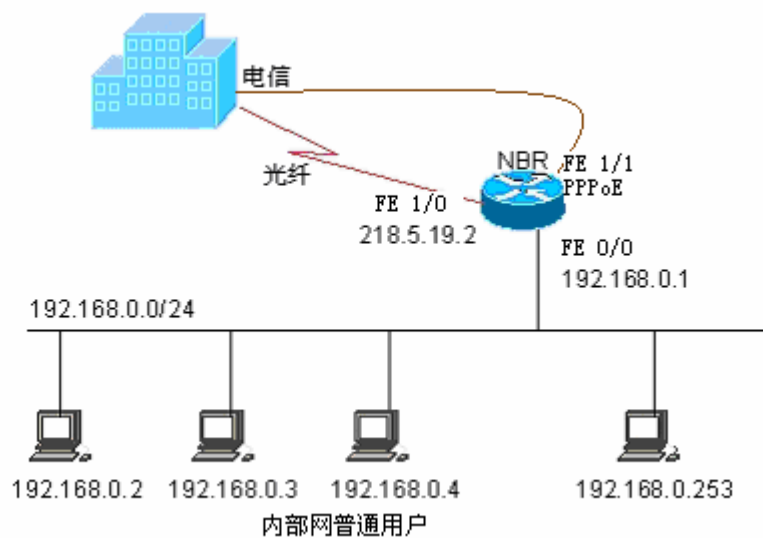 电信
光纤
NBR
FE 1/1
PPPoE
FE 1/0
218.5.19.2
FE 0/0
192.168.0.1
192.168.0.0/24
192.168.0.2
192.168.0.3
192.168.0.4
192.168.0.253
内部网普通用户